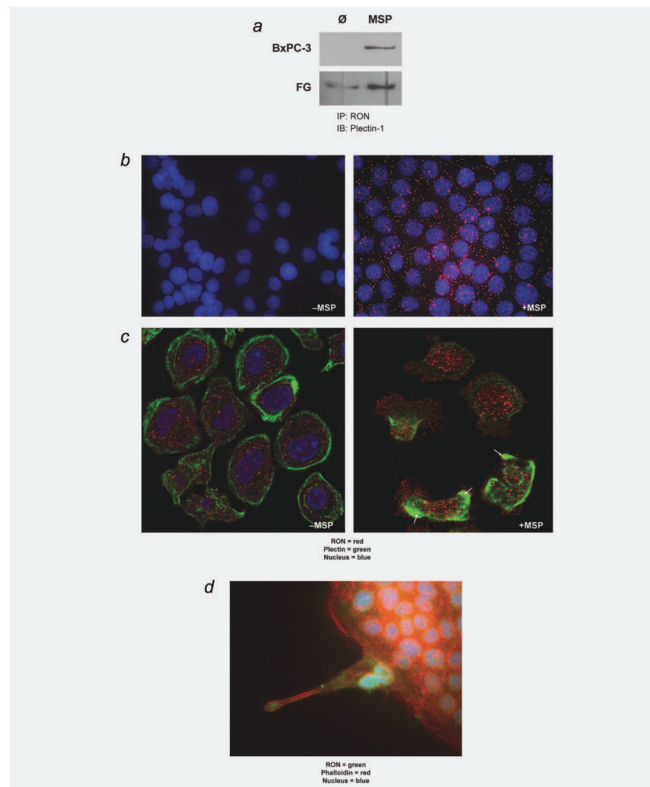 a
Ø MSP
BxPC-3
FG
IP: RON
IB: Plectin-1
b
–MSP
+MSP
c
–MSP
+MSP
RON = red
Plectin = green
Nucleus = blue
d
RON = green
Phalloidin = red
Nucleus = blue